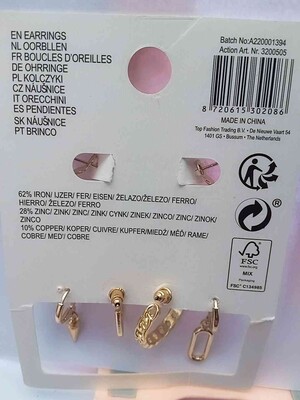 EN EARRINGS
NL OORBLLEN
FR BOUCLES D'OREILLES
DE OHRRINGE
PL KOLCZYKI
CZ NÁUŠNICE
IT ORECCHINI
ES PENDIENTES
SK NÁUŠNICE
PT BRINCO
Batch No:A220001394
Action Art. Nr. 3200505
8 720615 302086
MADE IN CHINA
Top Fashion Trading B.V. • De Nieuwe Vaart 54
1401 GS • Bussum • The Netherlands
62% IRON/ IJZER/ FER/ EISEN/ ŻELAZO/ŽELEZO/ FERRO/
HIERRO/ ŽELEZO/ FERRO
28% ZINC/ ZINK/ ZINC/ ZINK/ CYNK/ ZINEK/ ZINCO/ ZINC/ ZINOK/
ZINCO
10% COPPER/ KOPER/ CUIVRE/ KUPFER/MIEDŹ/ MĚĎ/ RAME/
COBRE/ MEĎ/ COBRE
FSC
www.fsc.org
MIX
Packaging